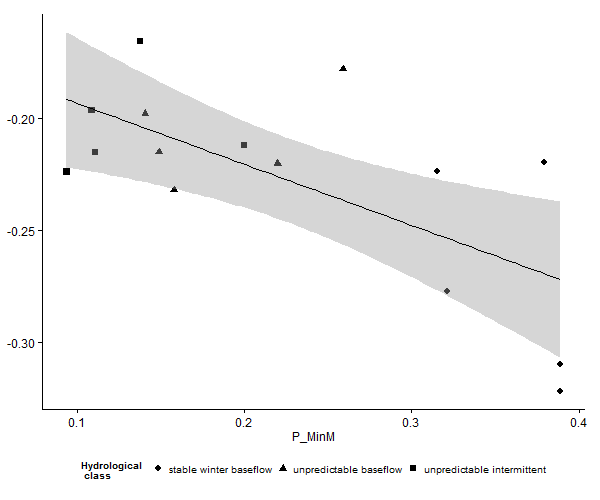 -0.20
-0.25
-0.30
0.1 0.2 0.3 0.4
P_MinM
Hydrological
class
stable winter baseflow unpredictable baseflow unpredictable intermittent